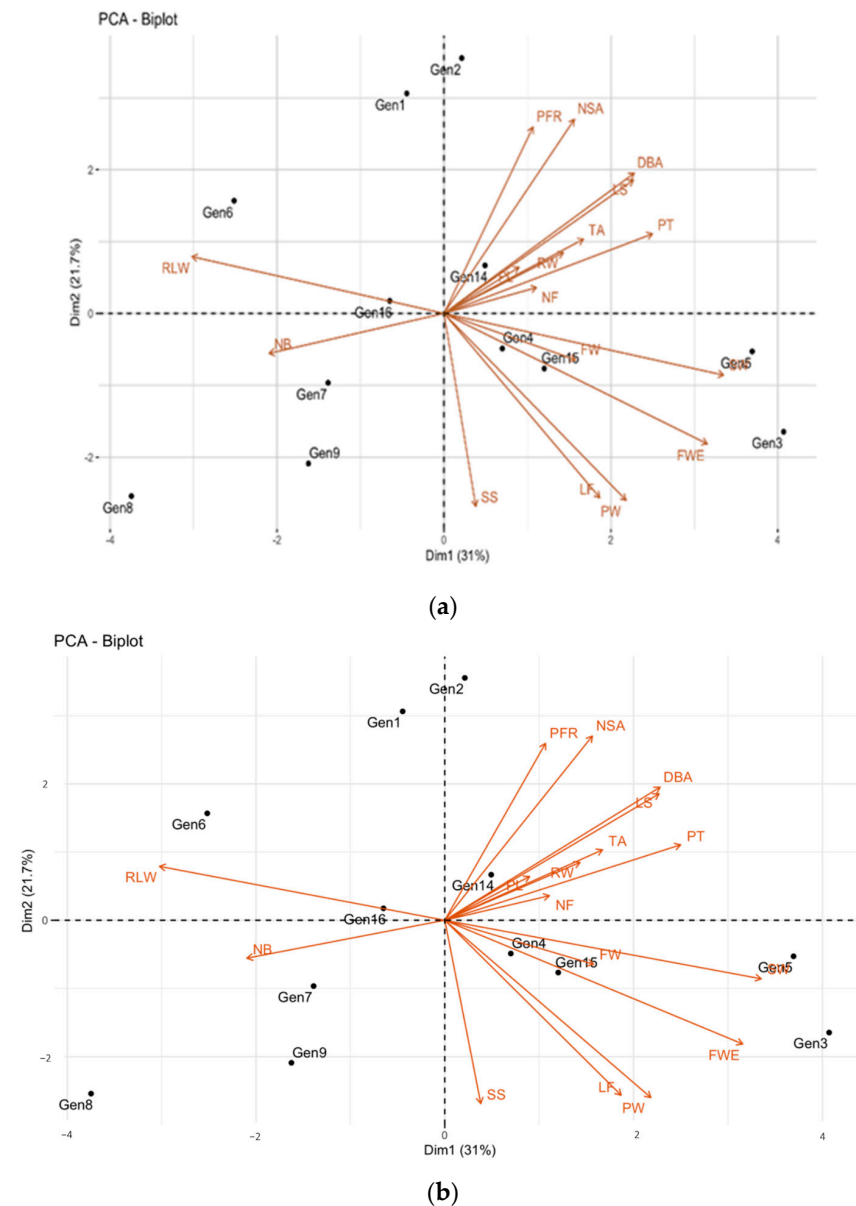 PCA - Biplot
Gen2
Gen1
PFR
NSA
DBA
LS
2
Gen6
PT
TA
RLW
Gen14
RW
PL
NF
Gen16
0
Dim2 (21.7%)
NB
Gen4
FW
Gen15
Gen5
SW
Gen7
Gen3
Gen9
FWE
-2
Gen8
SS
LF
PW
-4
-2
0
2
4
Dim1 (31%)
(a)
PCA - Biplot
Gen2
Gen1
PFR
NSA
DBA
LS
2
Gen6
TA
PT
RLW
Gen14
RW
PL
NF
Gen16
0
Dim2 (21.7%)
NB
Gen4
FW
Gen15
Gen5
SW
Gen7
Gen3
Gen9
FWE
−2
Gen8
SS
LF
PW
−4
−2
0
2
4
Dim1 (31%)
(b)